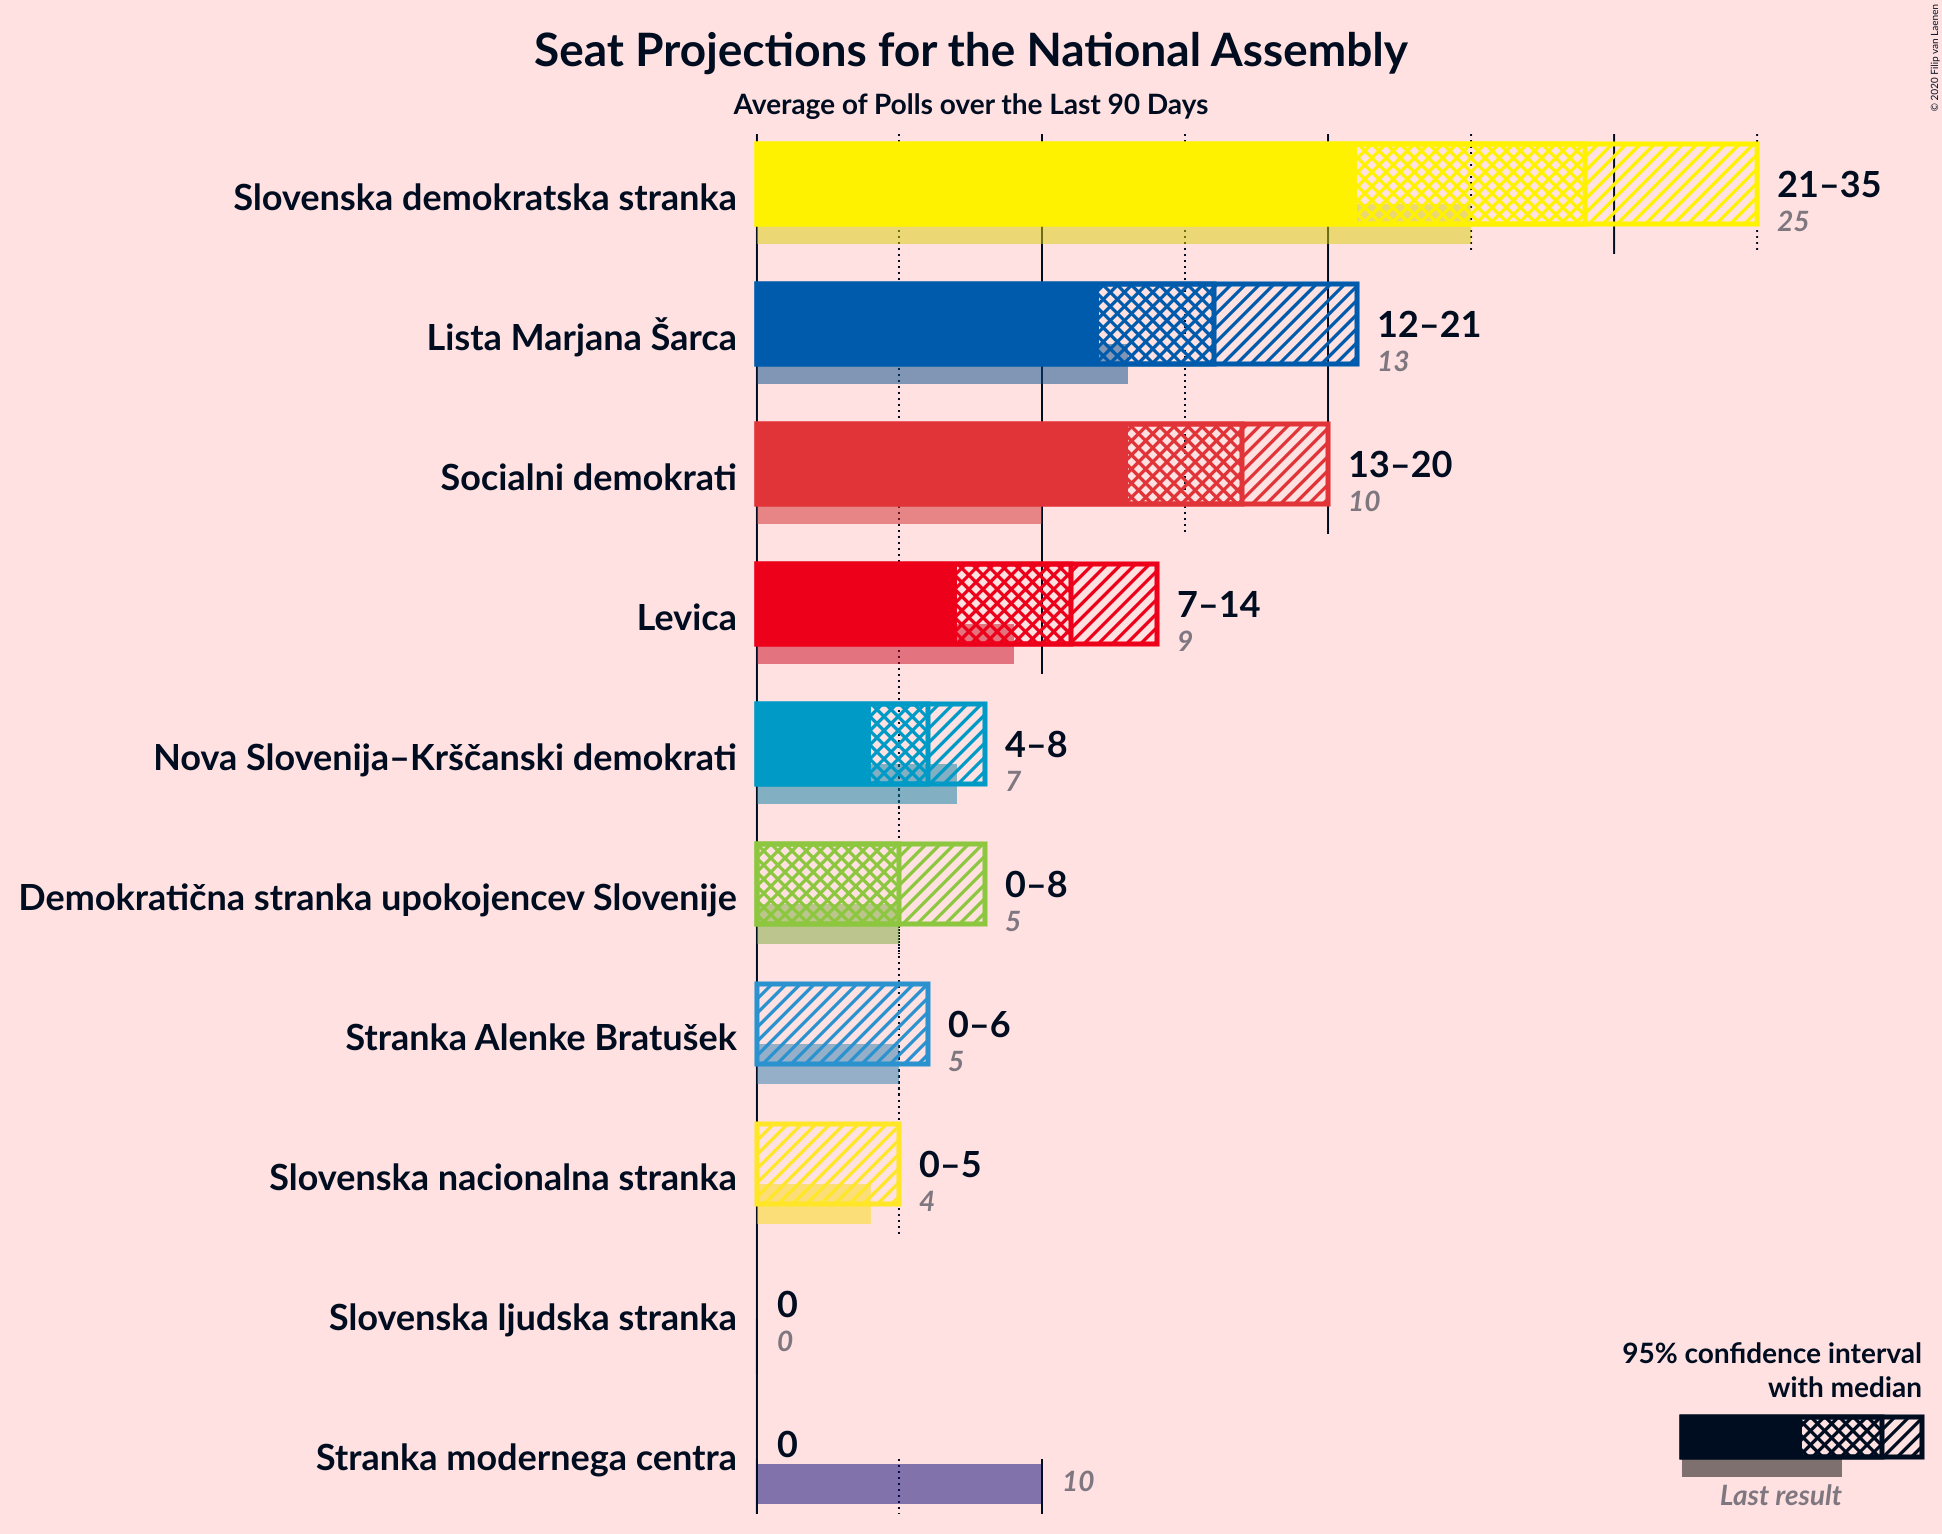 Seat Projections for the National Assembly
Average of Polls over the Last 90 Days
© 2020 Filip van Laenen
Slovenska demokratska stranka
21–35
25
Lista Marjana Šarca
12–21
13
Socialni demokrati
13–20
10
Levica
7–14
9
Nova Slovenija–Krščanski demokrati
4–8
7
Demokratična stranka upokojencev Slovenije
0–8
5
Stranka Alenke Bratušek
0–6
5
Slovenska nacionalna stranka
0–5
4
Slovenska ljudska stranka
0
0
Stranka modernega centra
0
10
95% confidence interval
with median
Last result